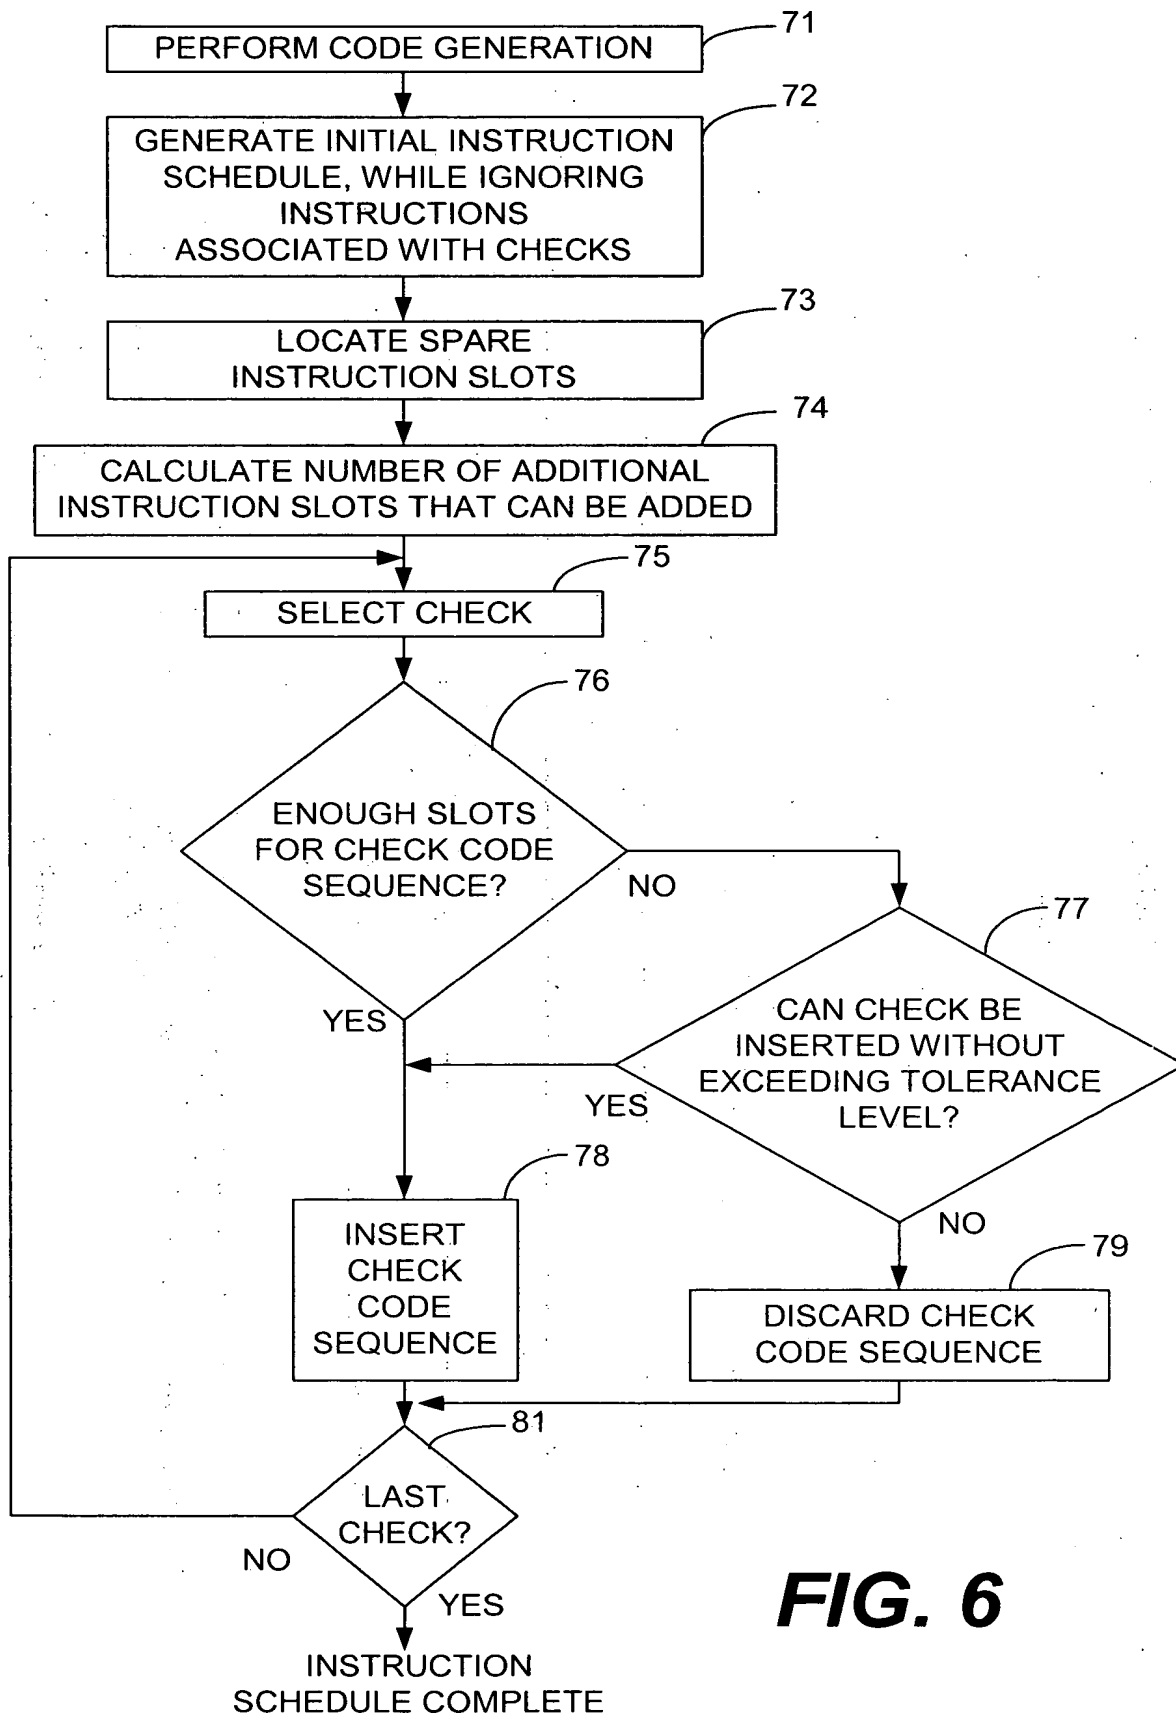 71
PERFORM CODE GENERATION
72
GENERATE INITIAL INSTRUCTION
SCHEDULE, WHILE IGNORING
INSTRUCTIONS
ASSOCIATED WITH CHECKS
73
LOCATE SPARE
INSTRUCTION SLOTS
74
CALCULATE NUMBER OF ADDITIONAL
INSTRUCTION SLOTS THAT CAN BE ADDED
75
SELECT CHECK
76
ENOUGH SLOTS
FOR CHECK CODE
SEQUENCE?
NO
77
YES
CAN CHECK BE
INSERTED WITHOUT
EXCEEDING TOLERANCE
LEVEL?
YES
78
NO
INSERT
CHECK
CODE
SEQUENCE
79
DISCARD CHECK
CODE SEQUENCE
81
LAST
CHECK?
NO
YES
FIG. 6
INSTRUCTION
SCHEDULE COMPLETE